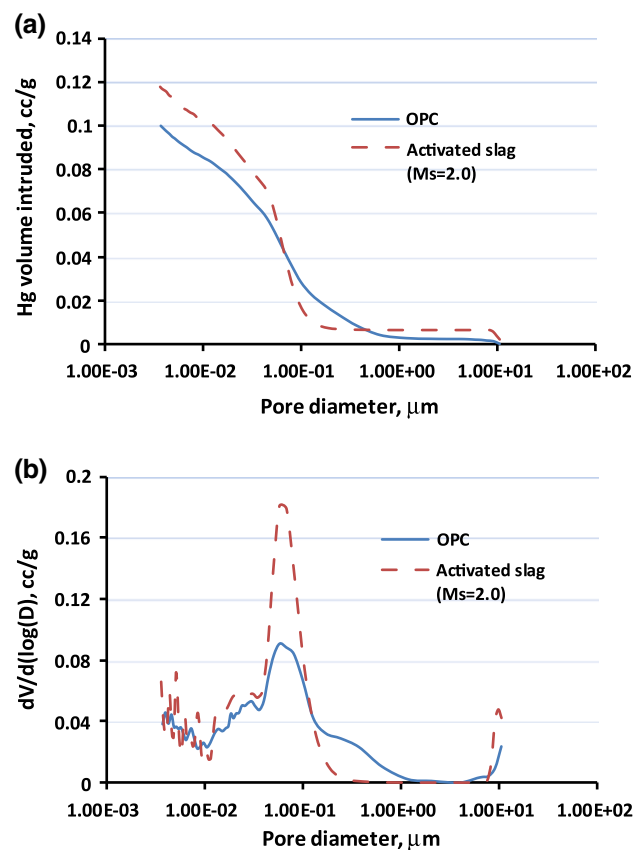 (a)
0.14
0.12
0.1
0.08
0.06
0.04
0.02
0
Hg volume intruded, cc/g
OPC
Activated slag
(Ms=2.0)
1.00E-03 1.00E-02 1.00E-01 1.00E+00 1.00E+01 1.00E+02
Pore diameter, μm
(b)
0.2
0.16
0.12
0.08
0.04
0
dV/d(log(D), cc/g
OPC
Activated slag
(Ms=2.0)
1.00E-03 1.00E-02 1.00E-01 1.00E+00 1.00E+01 1.00E+02
Pore diameter, μm